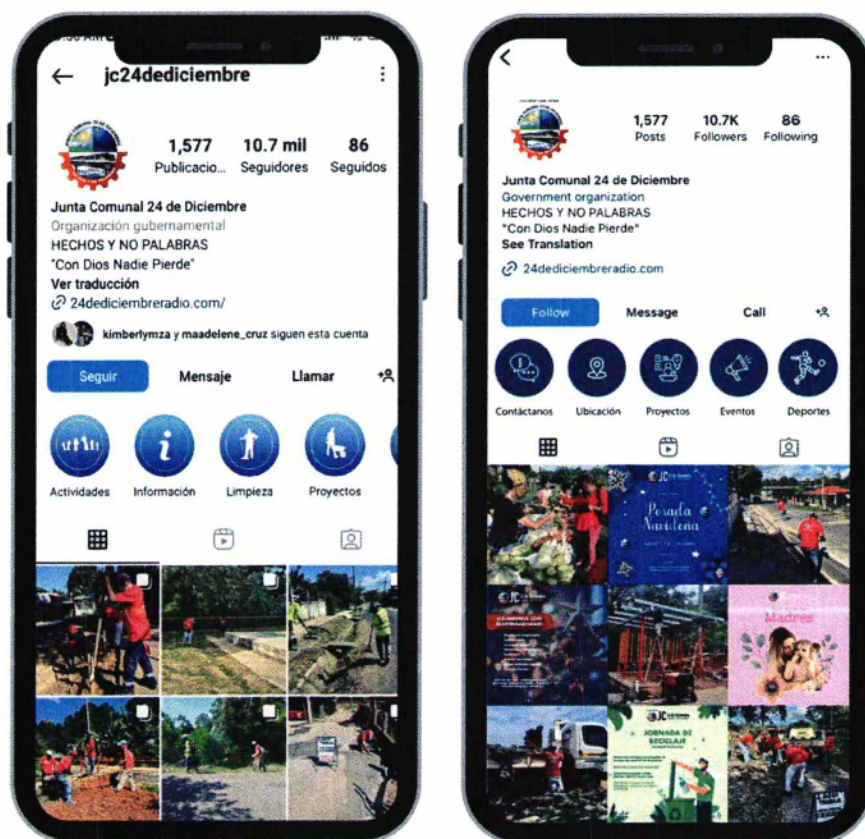 jc24dediciembre
1,577 10.7 mil 86
Publicacio... Seguidores Seguidos
Junta Comunal 24 de Diciembre
Organización gubernamental
HECHOS Y NO PALABRAS
"Con Dios Nadie Pierde"
Ver traducción
24dediciembreradio.com/
kimberlymza y maadelene_cruz siguen esta cuenta
Seguir Mensaje Llamar
Actividades Información Limpieza Proyectos
1,577 10.7K 86
Posts Followers Following
Junta Comunal 24 de Diciembre
Government organization
HECHOS Y NO PALABRAS
"Con Dios Nadie Pierde"
See Translation
24dediciembreradio.com
Follow Message Call
Contáctanos Ubicación Proyectos Eventos Deportes
JC
Posada
Navideña
JC
Madres
JC
JORNADA DE
RECICLAJE